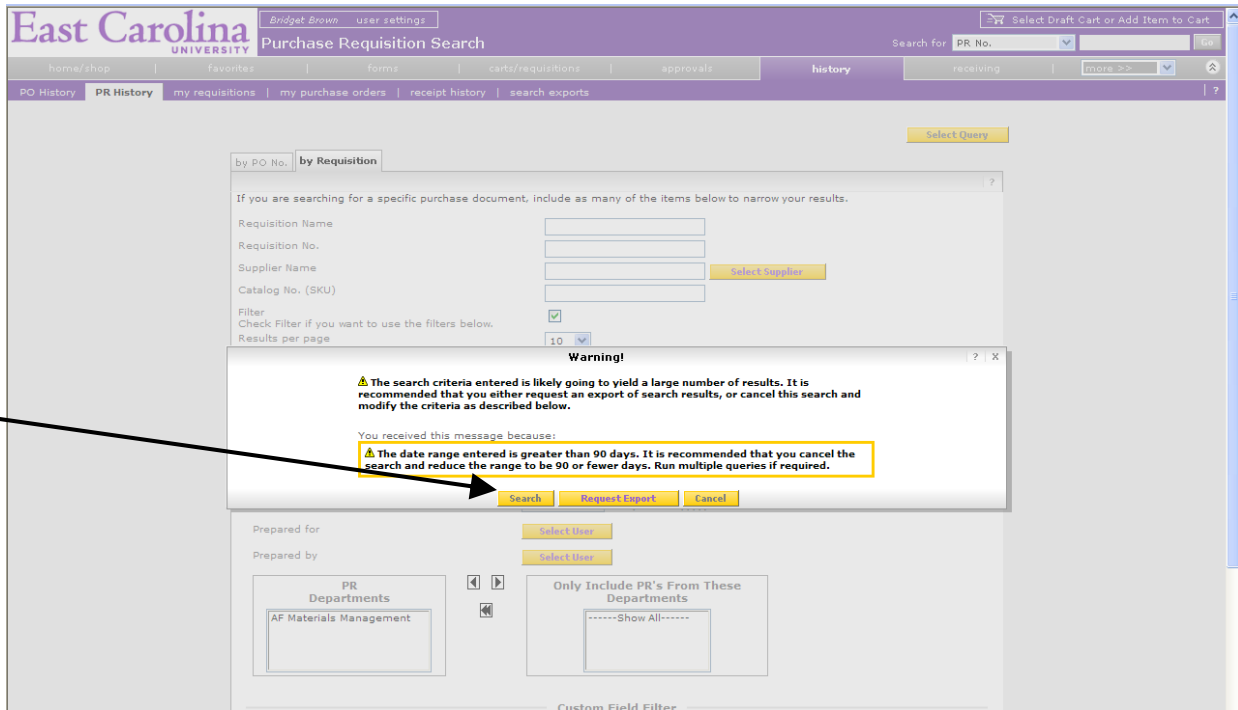 East Carolina
UNIVERSITY
Bridget Brown user settings
Select Draft Cart or Add Item to Cart
Purchase Requisition Search
Search for PR No. Go
home/shop | favorites | forms | carts/requisitions | approvals | history | receiving | more >>
PO History PR History my requisitions | my purchase orders | receipt history | search exports | ?
Select Query
by PO No. by Requisition
?
If you are searching for a specific purchase document, include as many of the items below to narrow your results.
Requisition Name
Requisition No.
Supplier Name Select Supplier
Catalog No. (SKU)
Filter
Check Filter if you want to use the filters below.
Results per page 10
Warning! ? X
The search criteria entered is likely going to yield a large number of results. It is
recommended that you either request an export of search results, or cancel this search and
modify the criteria as described below.
You received this message because:
The date range entered is greater than 90 days. It is recommended that you cancel the
search and reduce the range to be 90 or fewer days. Run multiple queries if required.
Search Request Export Cancel
Prepared for Select User
Prepared by Select User
PR
Departments
AF Materials Management
Only Include PR's From These
Departments
------Show All------
Custom Field Filter